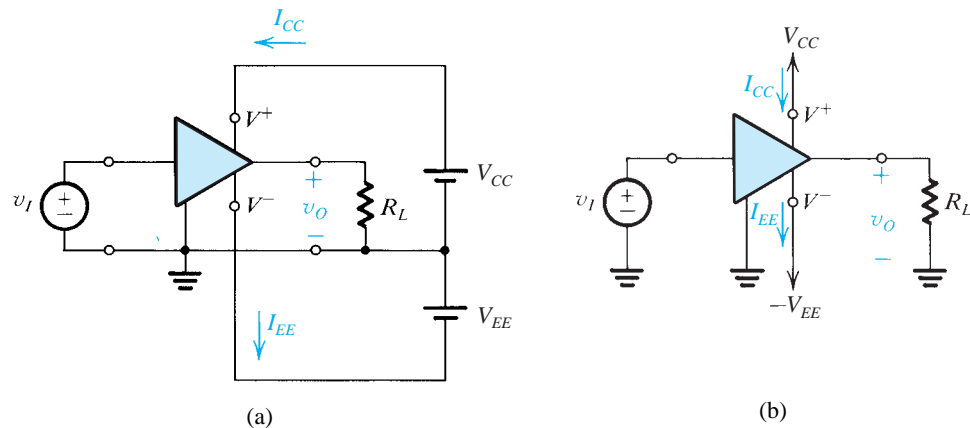 I_CC
V⁺
V_CC
v_I
+
−
V⁻
+
v_O
−
R_L
I_EE
V_EE
(a)
V_CC
I_CC
V⁺
v_I
+
−
V⁻
I_EE
+
v_O
−
R_L
−V_EE
(b)